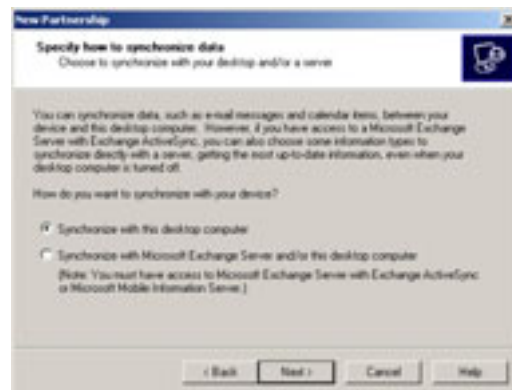 New Partnership
Specify how to synchronize data
Choose to synchronize with your desktop and/or a server
You can synchronize data, such as e-mail messages and calendar items, between your
device and this desktop computer. However, if you have access to a Microsoft Exchange
Server with Exchange ActiveSync, you can also choose some information types to
synchronize directly with a server, getting the most up-to-date information, even when your
desktop computer is turned off.
How do you want to synchronize with your device?
Synchronize with this desktop computer
Synchronize with Microsoft Exchange Server and/or this desktop computer
(Note: You must have access to Microsoft Exchange Server with Exchange ActiveSync
or Microsoft Mobile Information Server.)
< Back
Next >
Cancel
Help